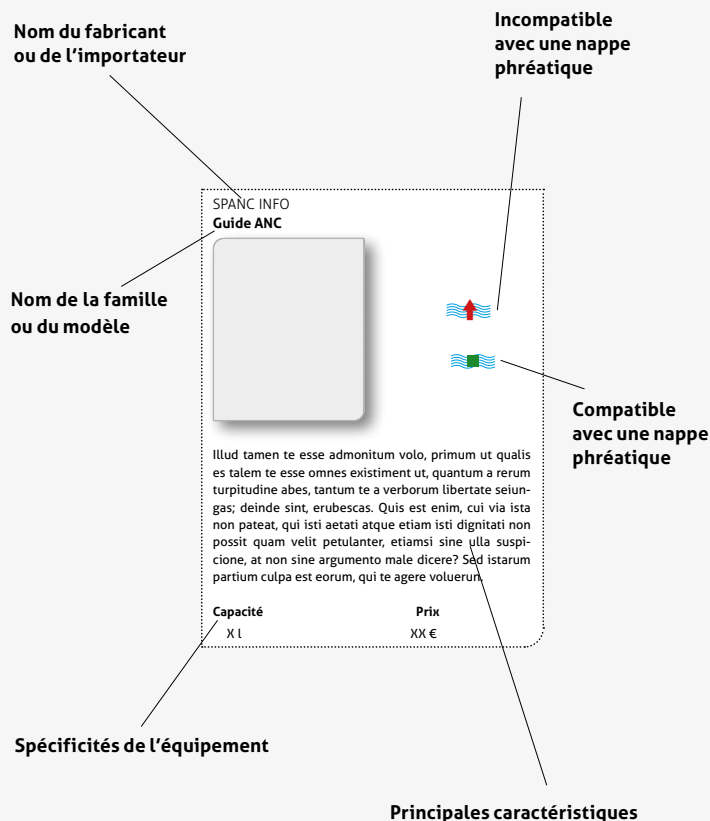 Nom du fabricant
ou de l'importateur
Incompatible
avec une nappe
phréatique
SPANC INFO
Guide ANC
Nom de la famille
ou du modèle
Compatible
avec une nappe
phréatique
Illud tamen te esse admonitum volo, primum ut qualis
es talem te esse omnes existiment ut, quantum a rerum
turpitudine abes, tantum te a verborum libertate seiun-
gas; deinde sint, erubescas. Quis est enim, cui via ista
non pateat, qui isti aetati atque etiam isti dignitati non
possit quam velit petulanter, etiamsi sine ulla suspi-
cione, at non sine argumento male dicere? Sed istarum
partium culpa est eorum, qui te agere voluerun.
Capacité Prix
X l XX €
Spécificités de l'équipement
Principales caractéristiques